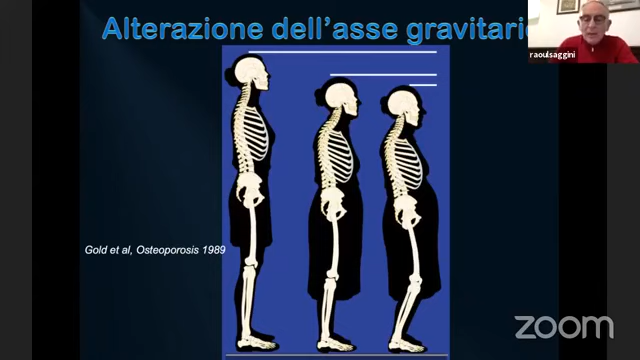 Alterazione dell'asse gravitario
raoulsaggini
Gold et al, Osteoporosis 1989
zoom